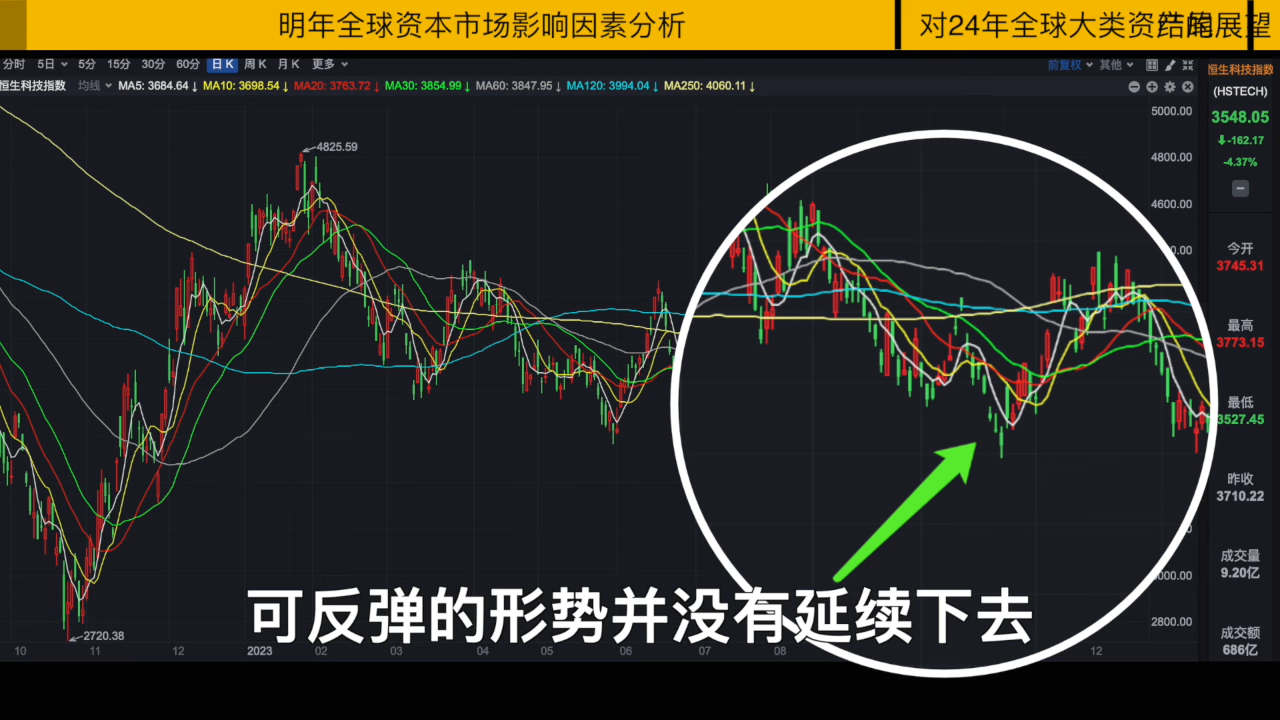 明年全球资本市场影响因素分析
对24年全球大类资产的展望
结尾
分时 5日 5分 15分 30分 60分 日K 周K 月K 更多
前复权 其他
恒生科技指数 均线 MA5: 3684.64↓ MA10: 3698.54↓ MA20: 3763.72↓ MA30: 3854.99↓ MA60: 3847.95↓ MA120: 3994.04↓ MA250: 4060.11↓
恒生科技指数
(HSTECH)
3548.05
-162.17
-4.37%
今开
3745.31
最高
3773.15
最低
3527.45
昨收
3710.22
成交量
9.20亿
成交额
686亿
5000.00
4800.00
4600.00
2800.00
4825.59
2720.38
可反弹的形势并没有延续下去
10 11 12 2023 02 03 04 05 06 07 08 12